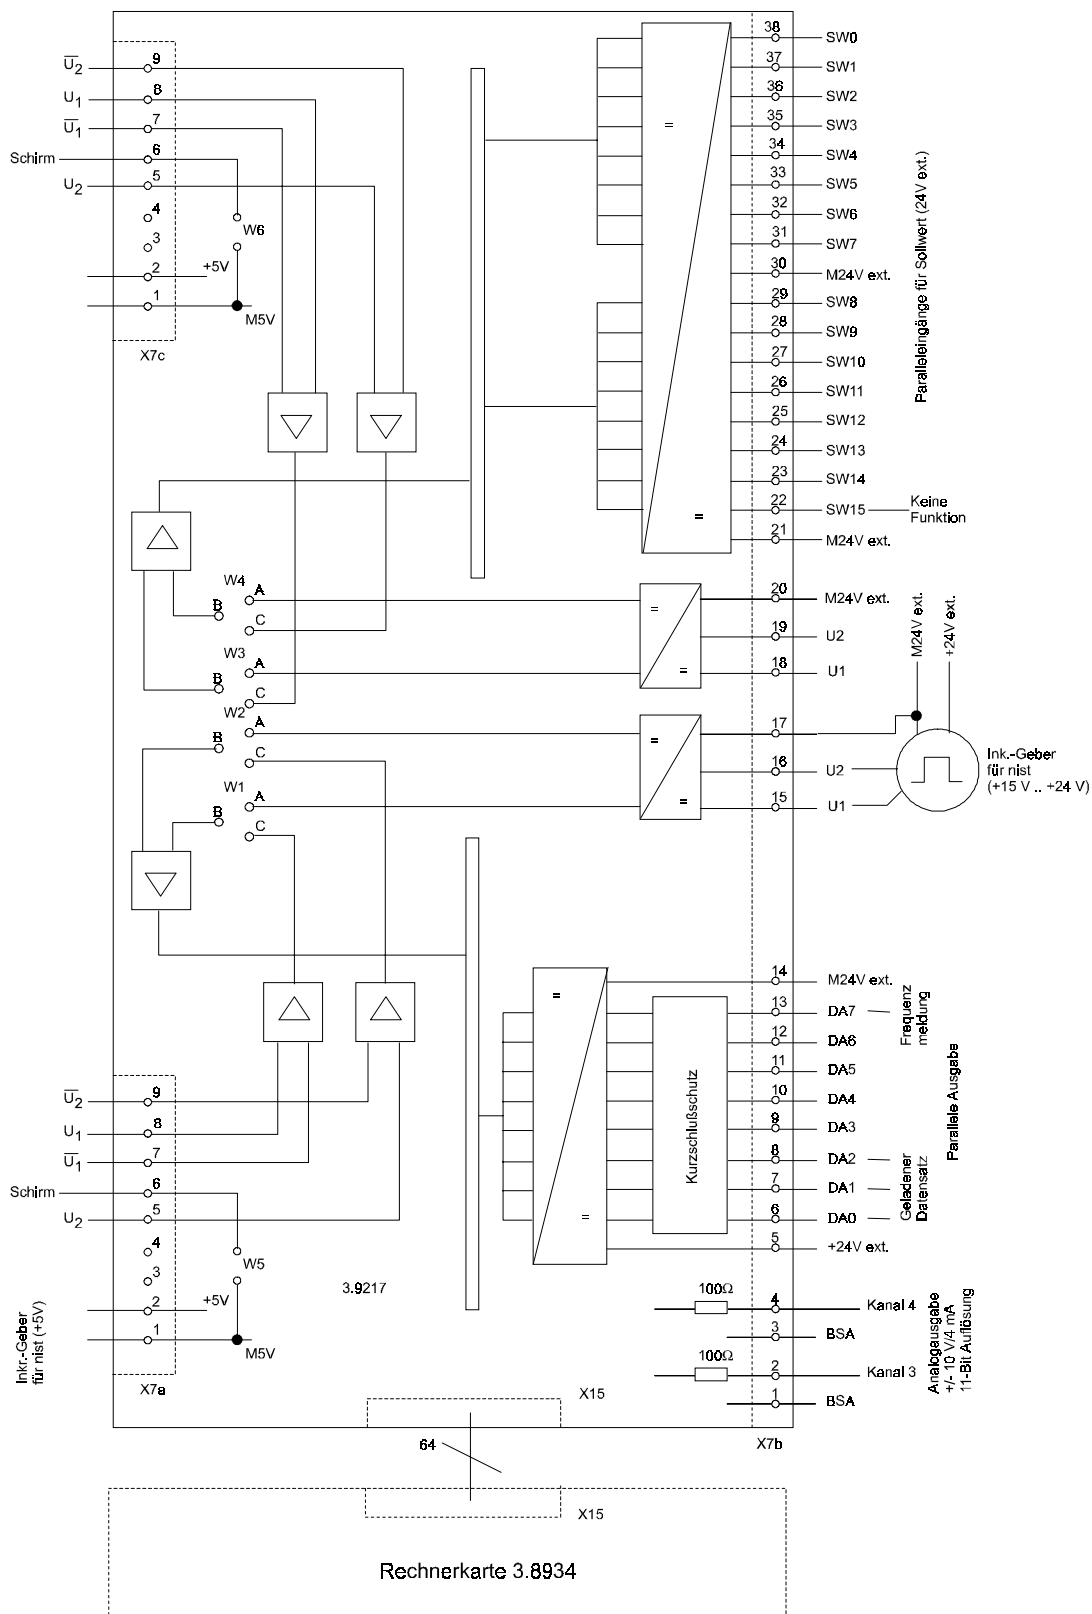 38 SW0
37 SW1
36 SW2
35 SW3
34 SW4
33 SW5
32 SW6
31 SW7
30 M24V ext.
29 SW8
28 SW9
27 SW10
26 SW11
25 SW12
24 SW13
23 SW14
22 SW15
Keine
Funktion
21 M24V ext.
Paralleleingänge für Sollwert (24V ext.)
U̅2 9
U1 8
U̅1 7
Schirm 6
U2 5
4
3
2 +5V
1
W6
M5V
X7c
=
=
W4 A
B
C
W3 A
B
C
W2 A
B
C
W1 A
B
C
=
=
20 M24V ext.
19 U2
18 U1
=
=
17
16 U2
15 U1
M24V ext.
+24V ext.
Ink.-Geber
für nist
(+15 V .. +24 V)
=
=
Kurzschlußschutz
14 M24V ext.
13 DA7
12 DA6
11 DA5
10 DA4
9 DA3
8 DA2
7 DA1
6 DA0
5 +24V ext.
Frequenz
meldung
Parallele Ausgabe
Geladener
Datensatz
U̅2 9
U1 8
U̅1 7
Schirm 6
U2 5
4
3
2 +5V
1
W5
M5V
X7a
Inkr.-Geber
für nist (+5V)
3.9217
100Ω 4 Kanal 4
3 BSA
100Ω 2 Kanal 3
1 BSA
Analogausgabe
+/- 10 V/4 mA
11-Bit Auflösung
X15
X7b
64
X15
Rechnerkarte 3.8934